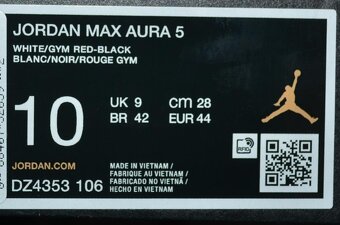 JORDAN MAX AURA 5
WHITE/GYM RED-BLACK
BLANC/NOIR/ROUGE GYM
10
UK 9 CM 28
BR 42 EUR 44
RFID
JORDAN.COM
DZ4353 106
MADE IN VIETNAM /
FABRIQUE AU VIETNAM /
FABRICADO NO VIETNÃ /
HECHO EN VIETNAM